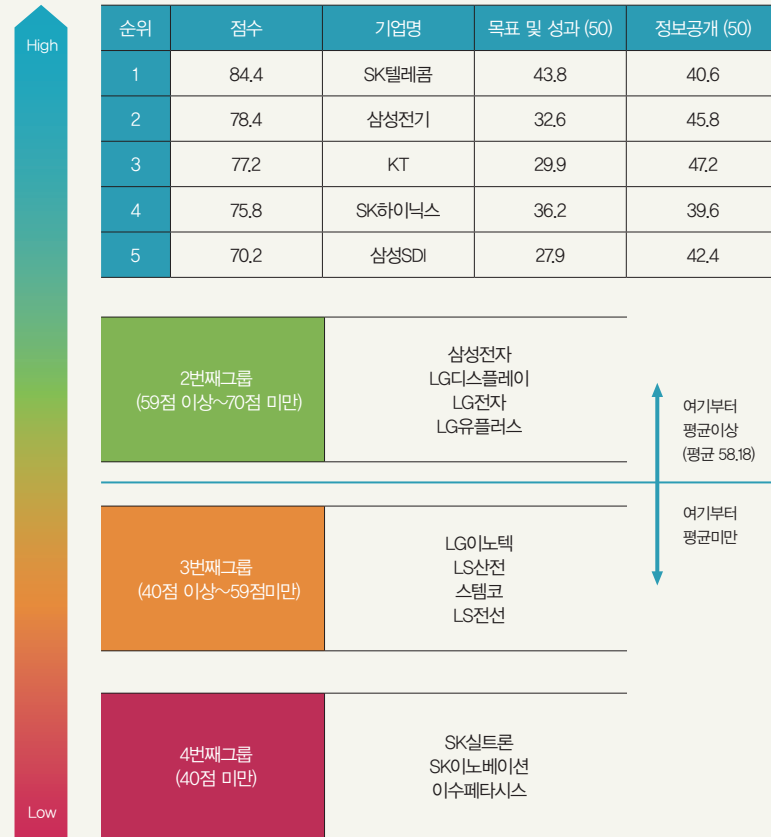 High
순위 점수 기업명 목표 및 성과 (50) 정보공개 (50)
1 84.4 SK텔레콤 43.8 40.6
2 78.4 삼성전기 32.6 45.8
3 77.2 KT 29.9 47.2
4 75.8 SK하이닉스 36.2 39.6
5 70.2 삼성SDI 27.9 42.4
2번째그룹
(59점 이상~70점 미만)
삼성전자
LG디스플레이
LG전자
LG유플러스
여기부터
평균이상
(평균 58.18)
여기부터
평균미만
3번째그룹
(40점 이상~59점미만)
LG이노텍
LS산전
스템코
LS전선
4번째그룹
(40점 미만)
SK실트론
SK이노베이션
이수페타시스
Low